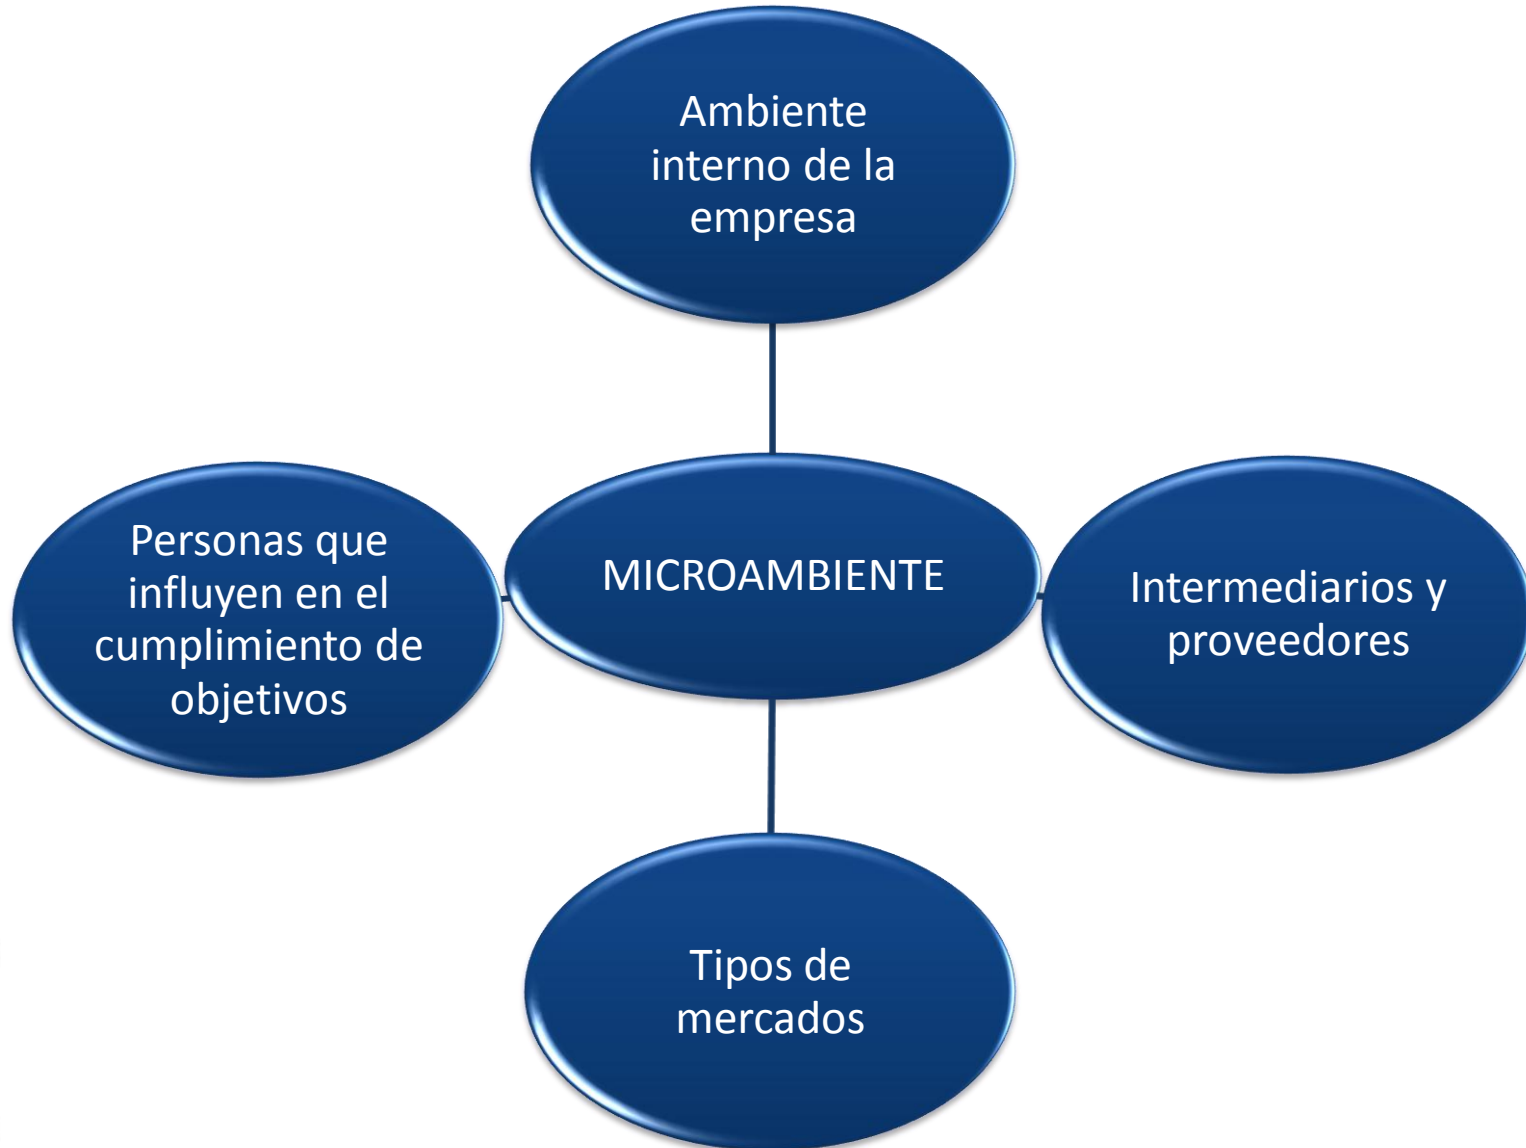 Ambiente
interno de la
empresa
Personas que
influyen en el
cumplimiento de
objetivos
MICROAMBIENTE
Intermediarios y
proveedores
Tipos de
mercados